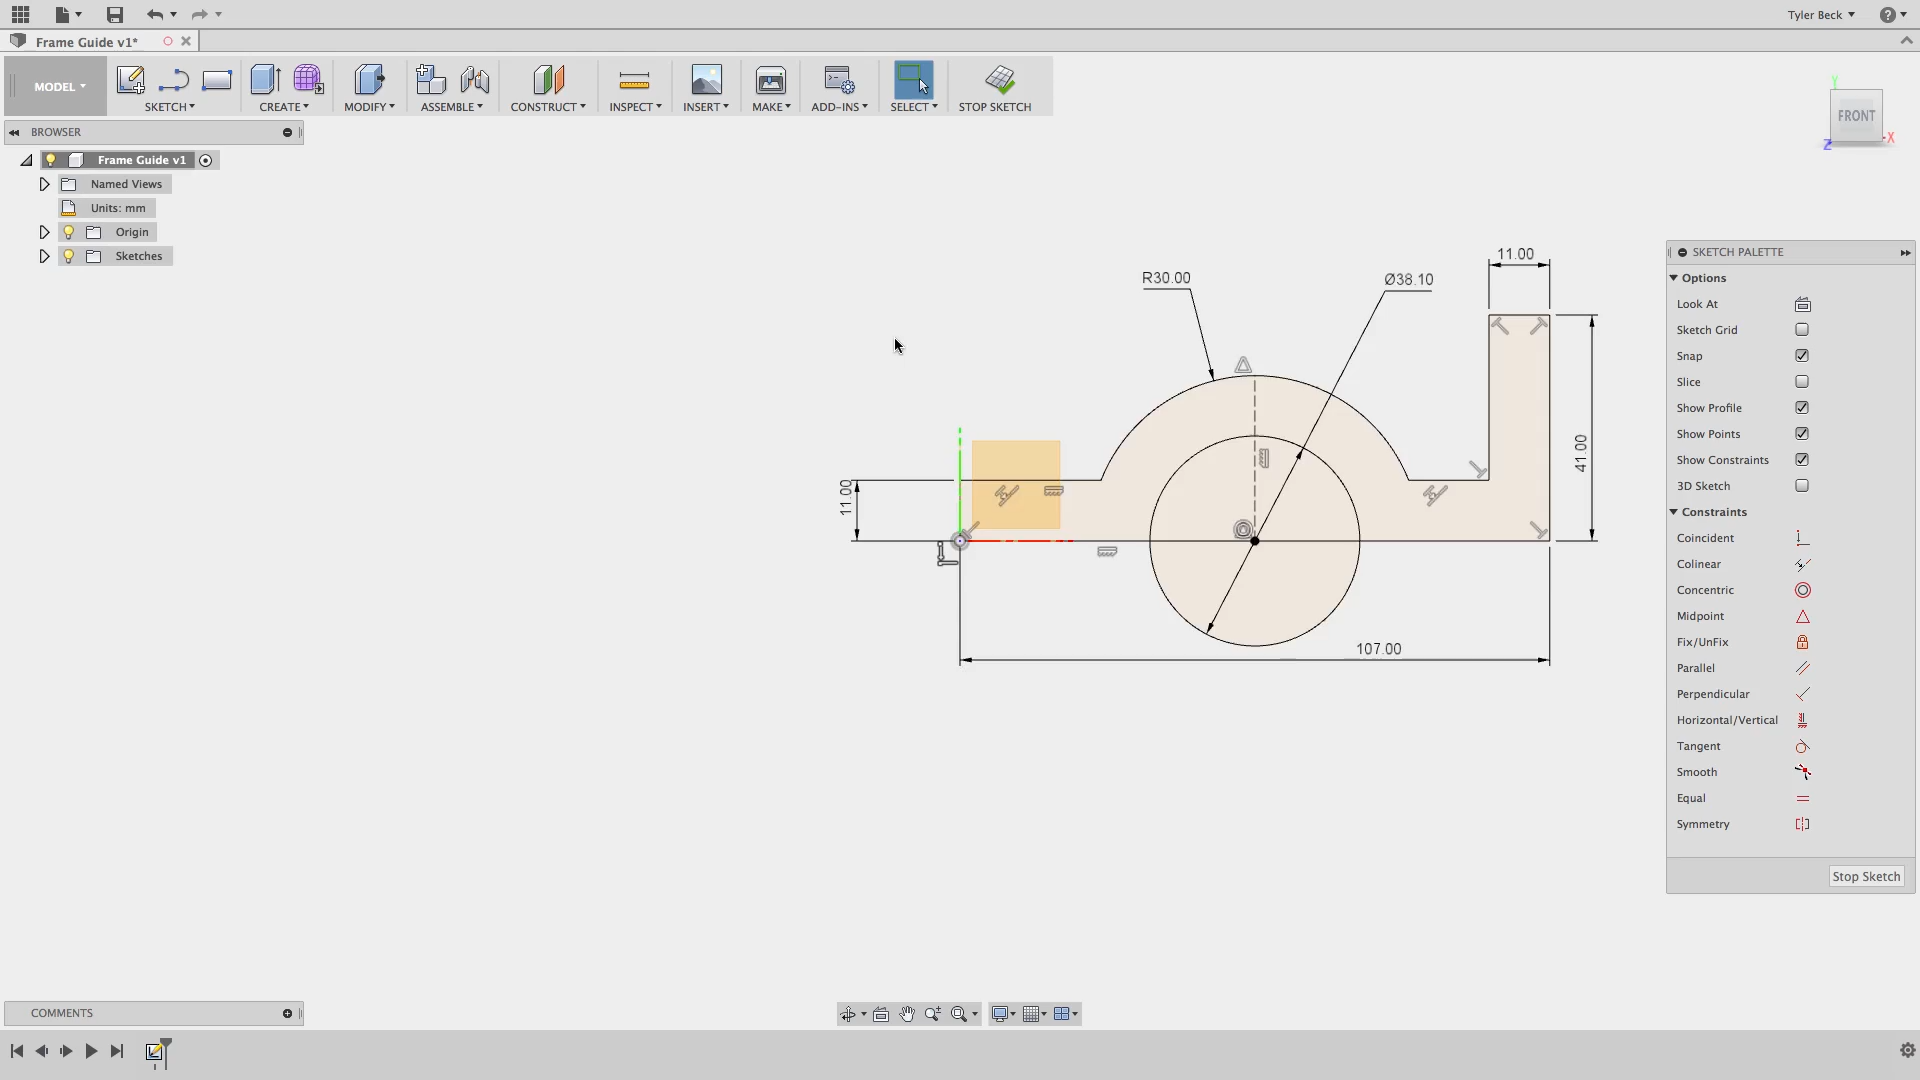 Tyler Beck
Frame Guide v1*
MODEL
SKETCH
CREATE
MODIFY
ASSEMBLE
CONSTRUCT
INSPECT
INSERT
MAKE
ADD-INS
SELECT
STOP SKETCH
Y
FRONT
X
Z
BROWSER
Frame Guide v1
Named Views
Units: mm
Origin
Sketches
R30.00
Ø38.10
11.00
41.00
11.00
107.00
SKETCH PALETTE
Options
Look At
Sketch Grid
Snap
Slice
Show Profile
Show Points
Show Constraints
3D Sketch
Constraints
Coincident
Colinear
Concentric
Midpoint
Fix/UnFix
Parallel
Perpendicular
Horizontal/Vertical
Tangent
Smooth
Equal
Symmetry
Stop Sketch
COMMENTS